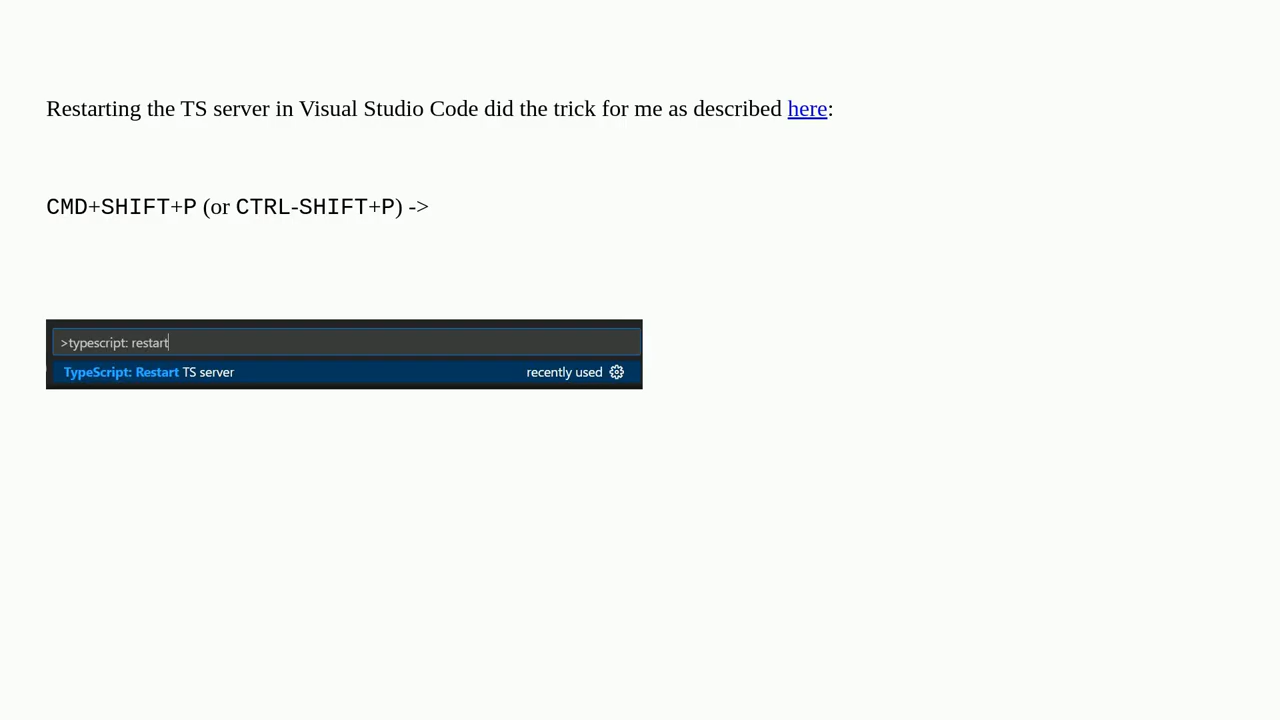 Restarting the TS server in Visual Studio Code did the trick for me as described here:
CMD+SHIFT+P (or CTRL-SHIFT+P) ->
>typescript: restart
TypeScript: Restart TS server recently used